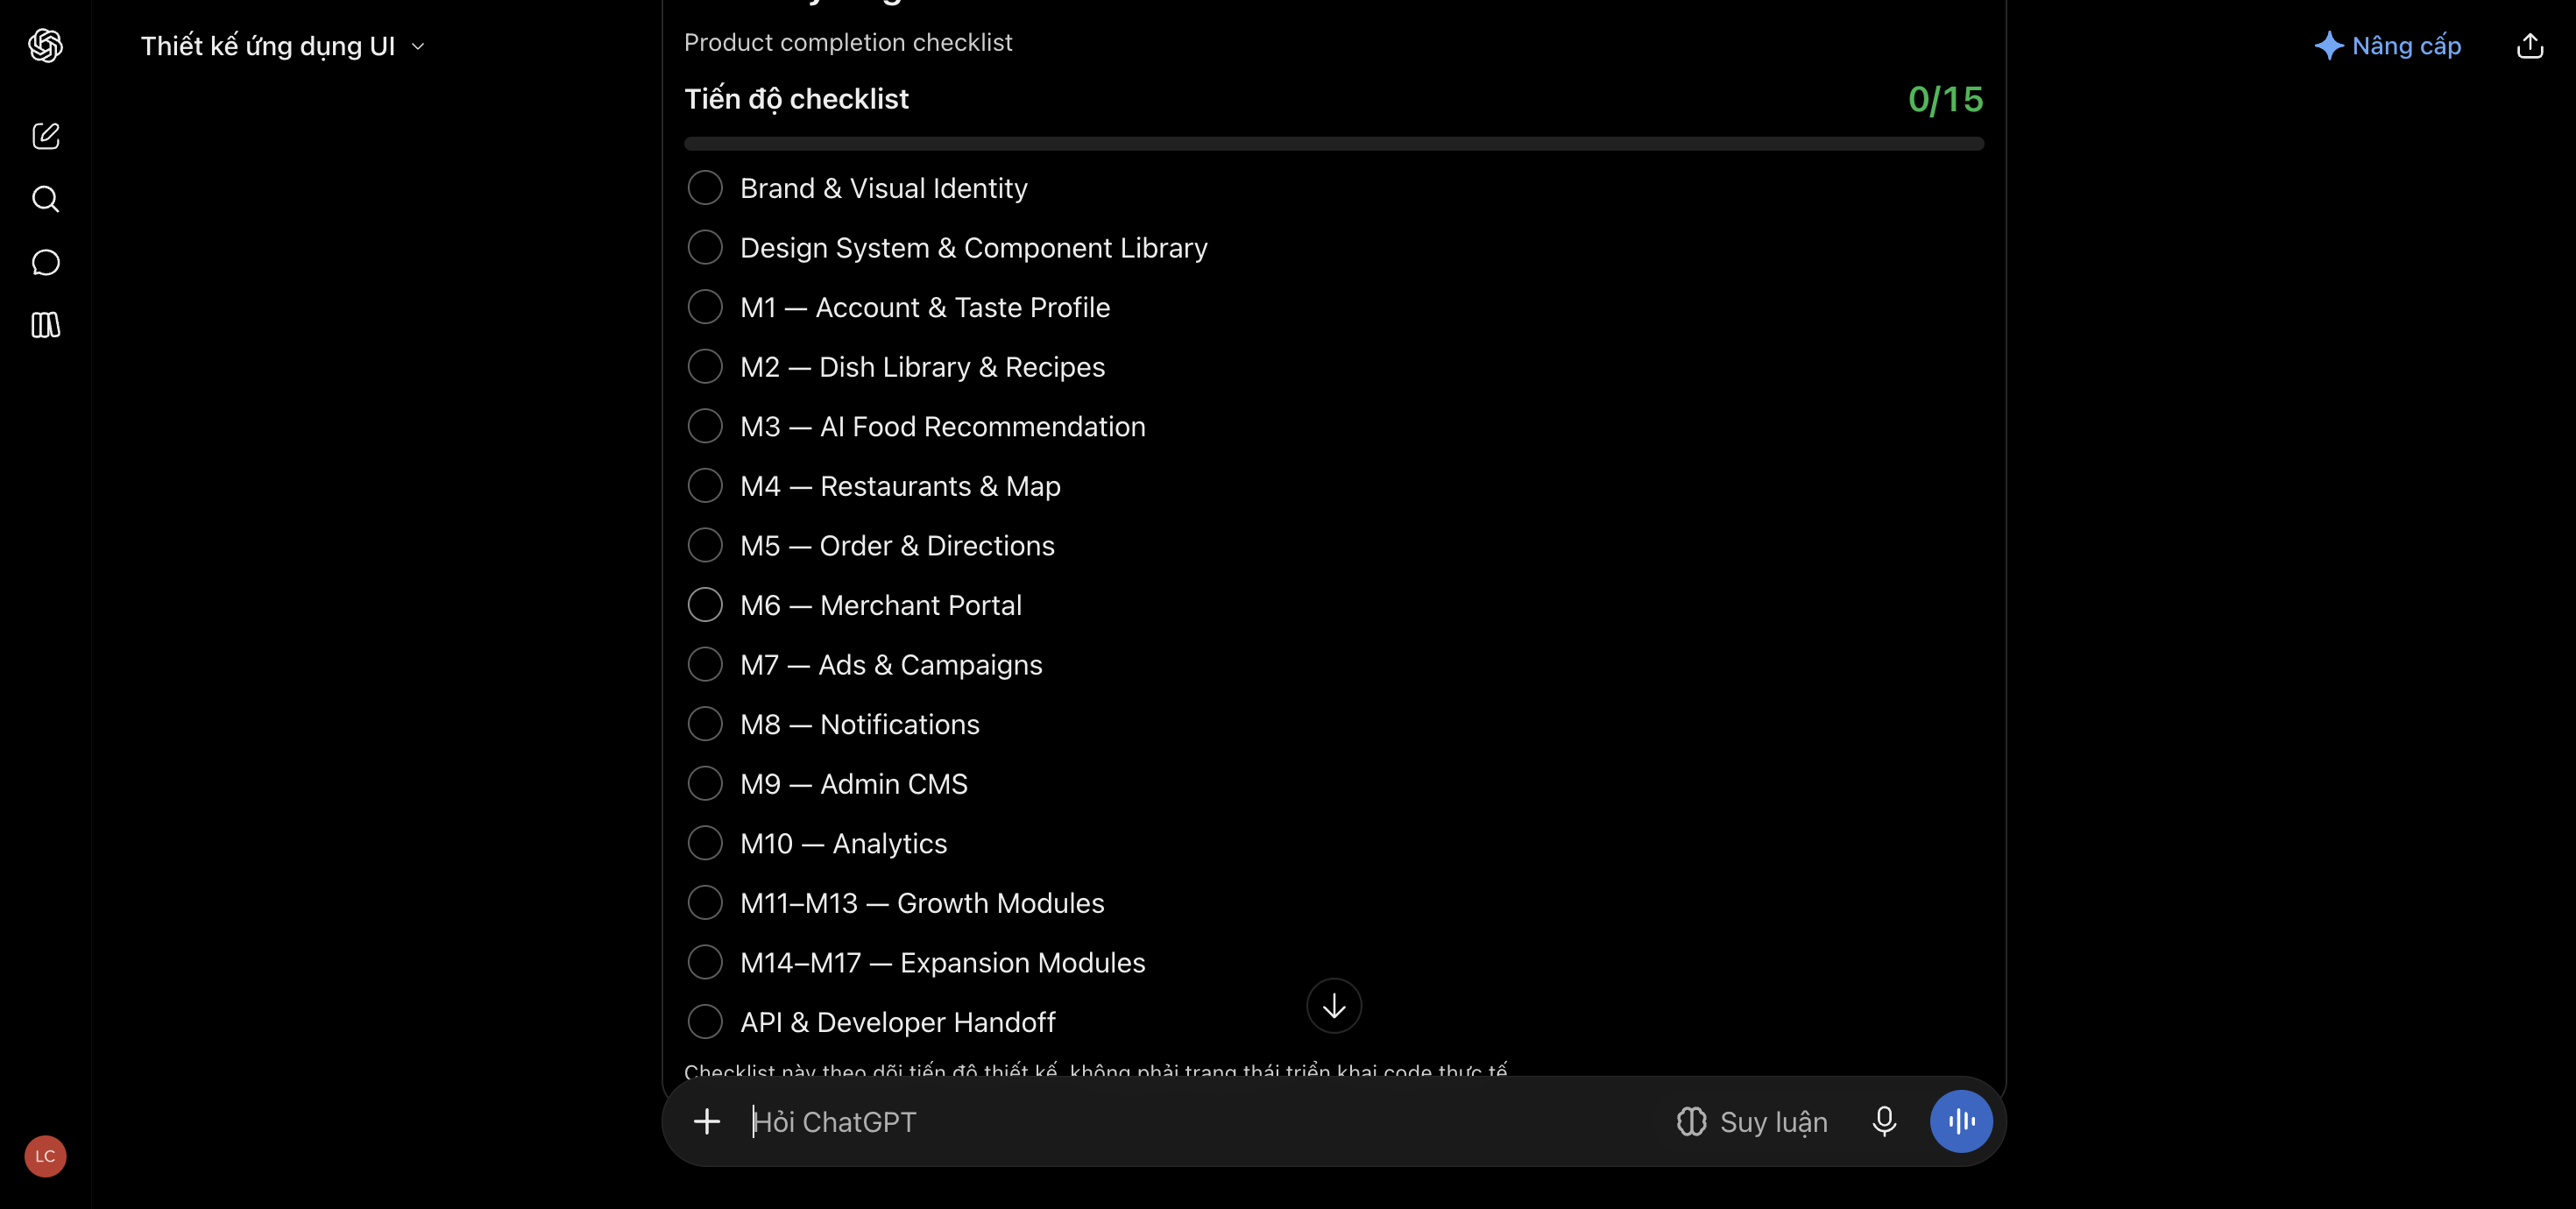 Thiết kế ứng dụng UI
Nâng cấp
Product completion checklist
Tiến độ checklist
0/15
Brand & Visual Identity
Design System & Component Library
M1 — Account & Taste Profile
M2 — Dish Library & Recipes
M3 — AI Food Recommendation
M4 — Restaurants & Map
M5 — Order & Directions
M6 — Merchant Portal
M7 — Ads & Campaigns
M8 — Notifications
M9 — Admin CMS
M10 — Analytics
M11–M13 — Growth Modules
M14–M17 — Expansion Modules
API & Developer Handoff
Checklist này theo dõi tiến độ thiết kế, không phải trạng thái triển khai code thực tế
Hỏi ChatGPT
Suy luận
LC